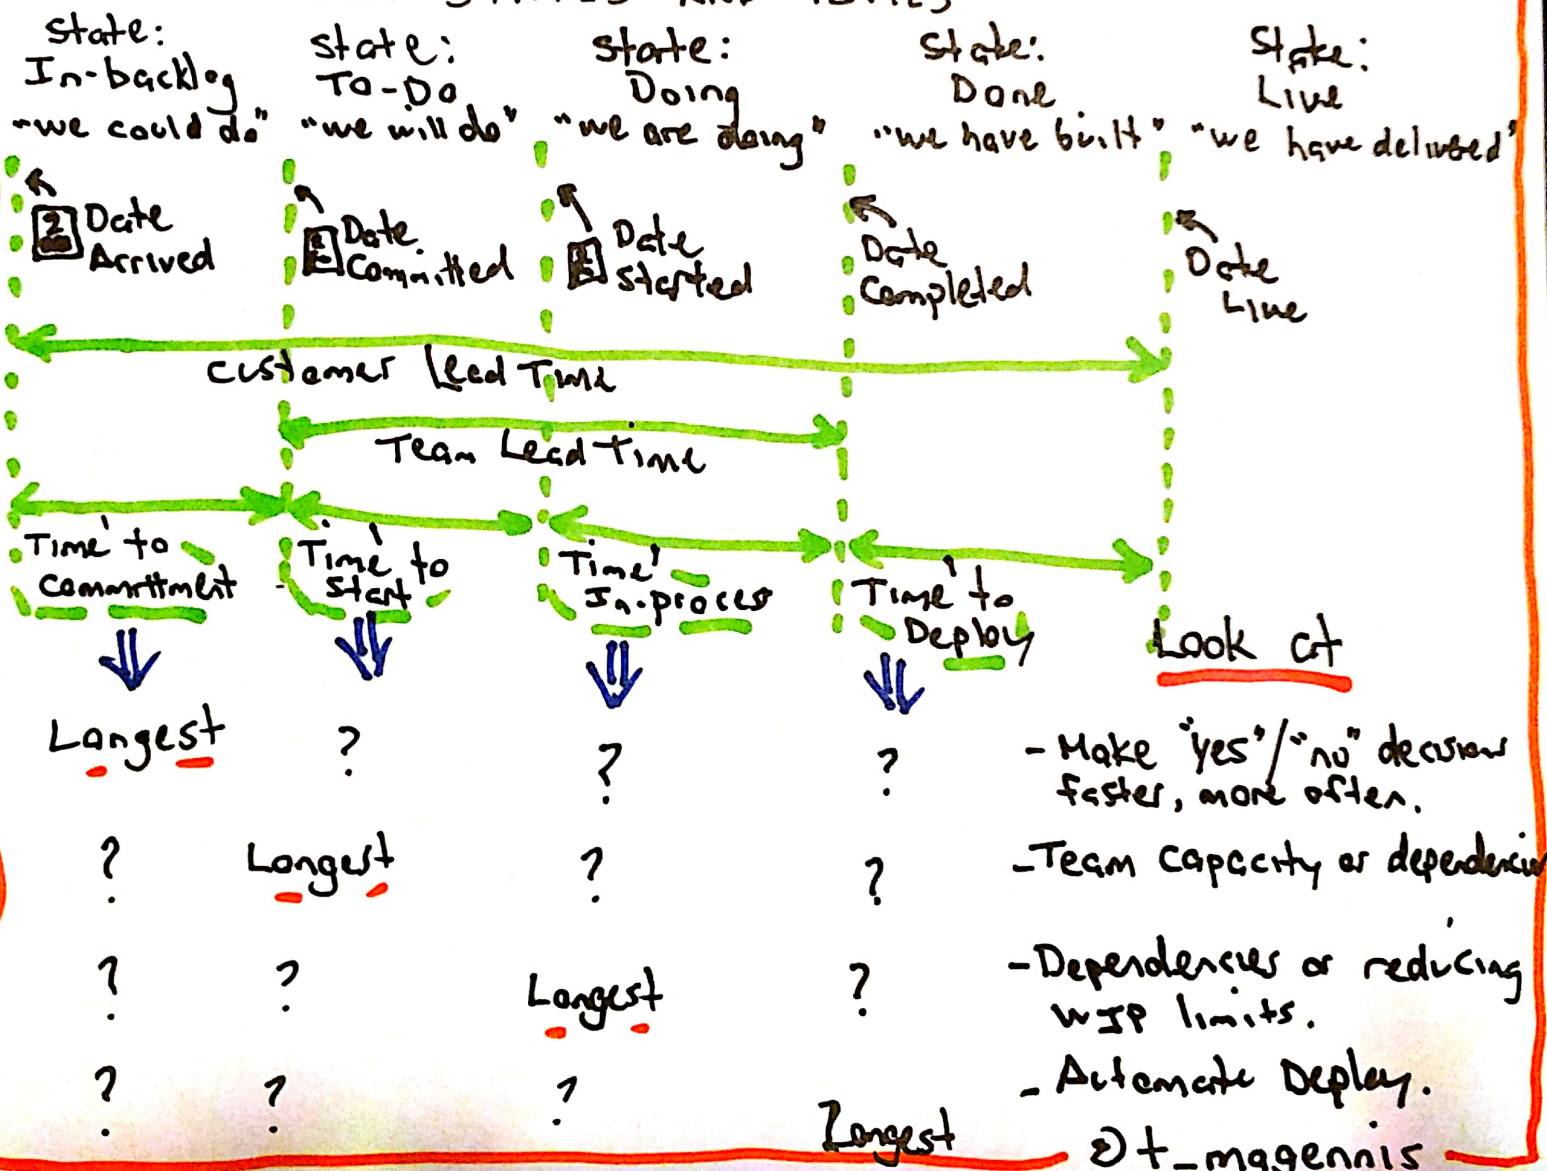 AND
State:
In-backlog
"we could do"
State:
TO-DO
"we will do"
State:
Doing
"we are doing"
State:
Done
"we have built"
State:
Live
"we have delivered"
Date
Arrived
Date
Committed
Date
Started
Date
Completed
Date
Live
Customer Lead Time
Team Lead Time
Time to
Committment
Time to
Start
Time
In-process
Time to
Deploy
Look at
Longest ? ? ?
- Make "yes"/"no" decision
faster, more often.
? Longest ? ?
- Team capacity or
? ? Longest ?
- Dependencies or reducing
WIP limits.
? ? ? Longest
- Automate Deploy.
@t_magennis